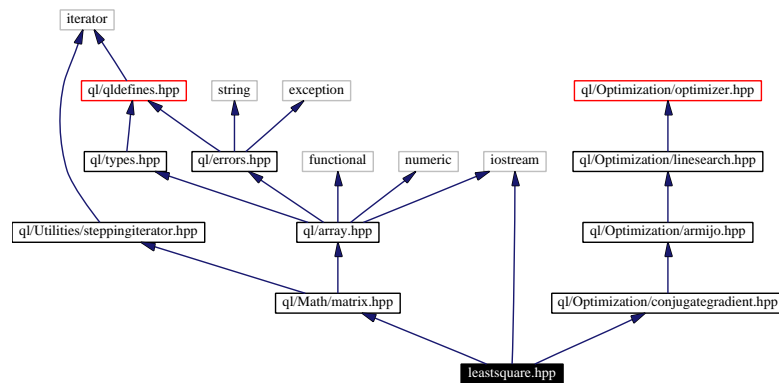 iterator
ql/qldefines.hpp
string
exception
ql/Optimization/optimizer.hpp
ql/types.hpp
ql/errors.hpp
functional
numeric
iostream
ql/Optimization/linesearch.hpp
ql/Utilities/steppingiterator.hpp
ql/array.hpp
ql/Optimization/armijo.hpp
ql/Math/matrix.hpp
ql/Optimization/conjugategradient.hpp
leastsquare.hpp